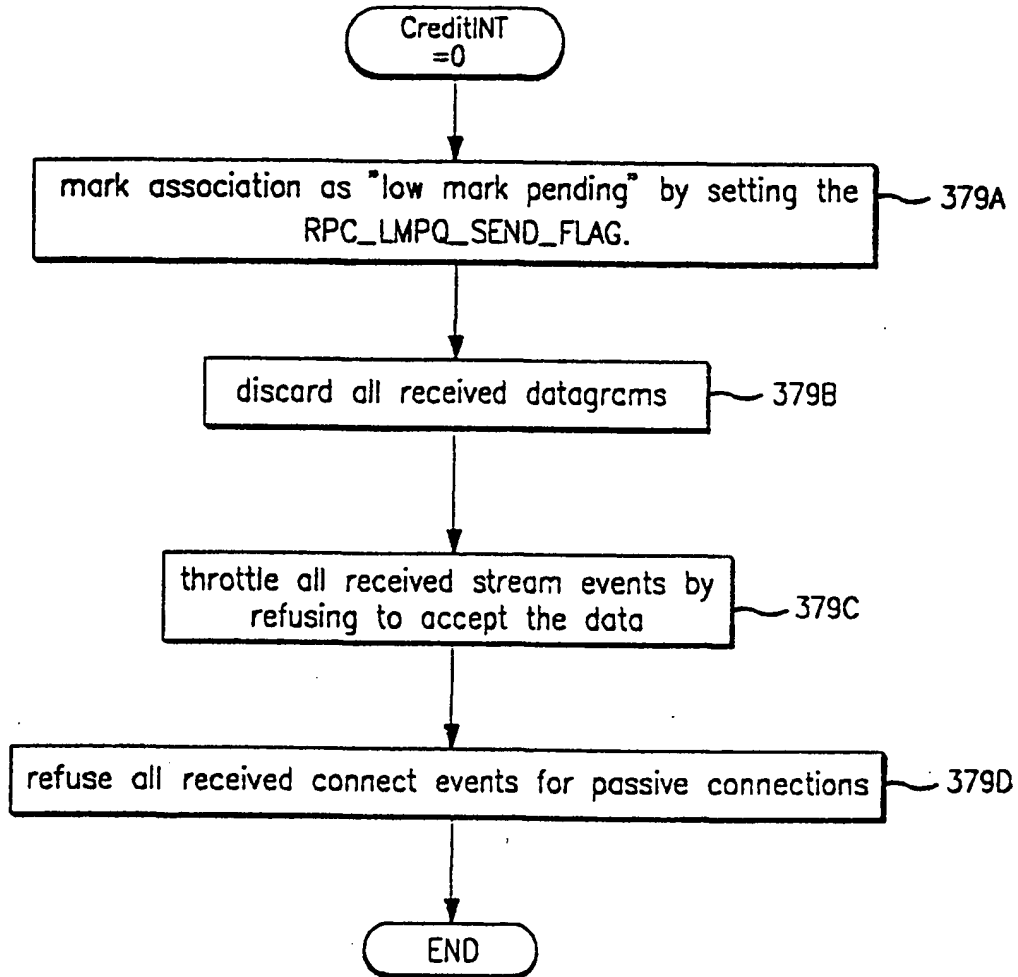 CreditINT
=0
mark association as "low mark pending" by setting the
RPC_LMPQ_SEND_FLAG.
379A
discard all received datagrams
379B
throttle all received stream events by
refusing to accept the data
379C
refuse all received connect events for passive connections
379D
END